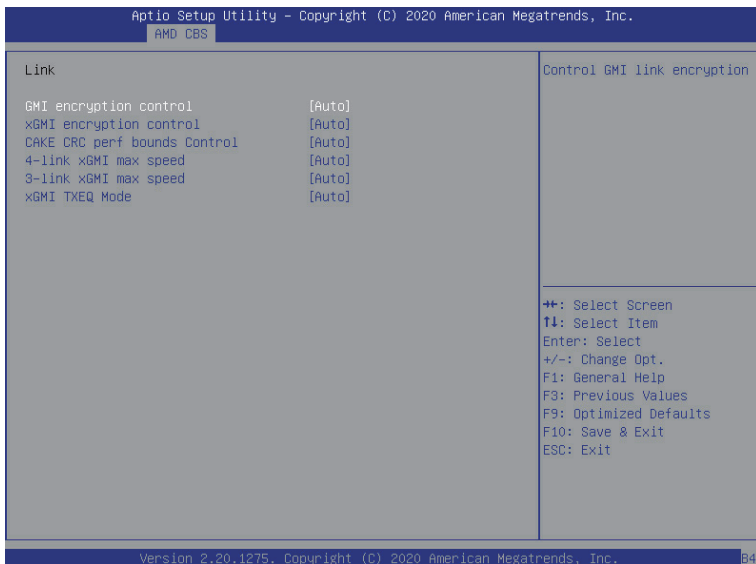 Aptio Setup Utility – Copyright (C) 2020 American Megatrends, Inc.
AMD CBS
Link
GMI encryption control [Auto]
xGMI encryption control [Auto]
CAKE CRC perf bounds Control [Auto]
4-link xGMI max speed [Auto]
3-link xGMI max speed [Auto]
xGMI TXEQ Mode [Auto]
Control GMI link encryption
→←: Select Screen
↑↓: Select Item
Enter: Select
+/-: Change Opt.
F1: General Help
F3: Previous Values
F9: Optimized Defaults
F10: Save & Exit
ESC: Exit
Version 2.20.1275. Copyright (C) 2020 American Megatrends, Inc.
B4